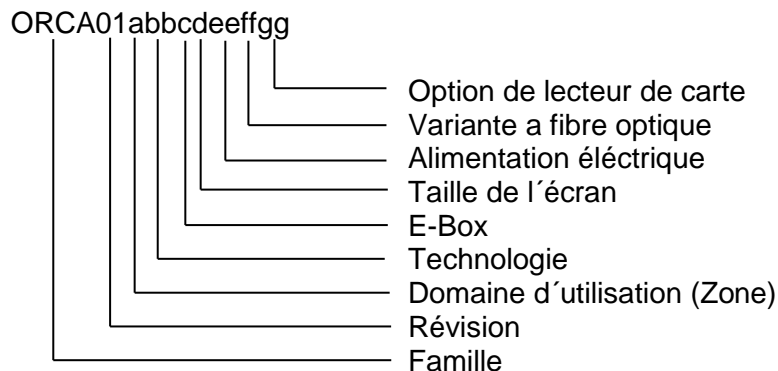 ORCA01abbcdeeffgg
Option de lecteur de carte
Variante a fibre optique
Alimentation éléctrique
Taille de l´écran
E-Box
Technologie
Domaine d´utilisation (Zone)
Révision
Famille